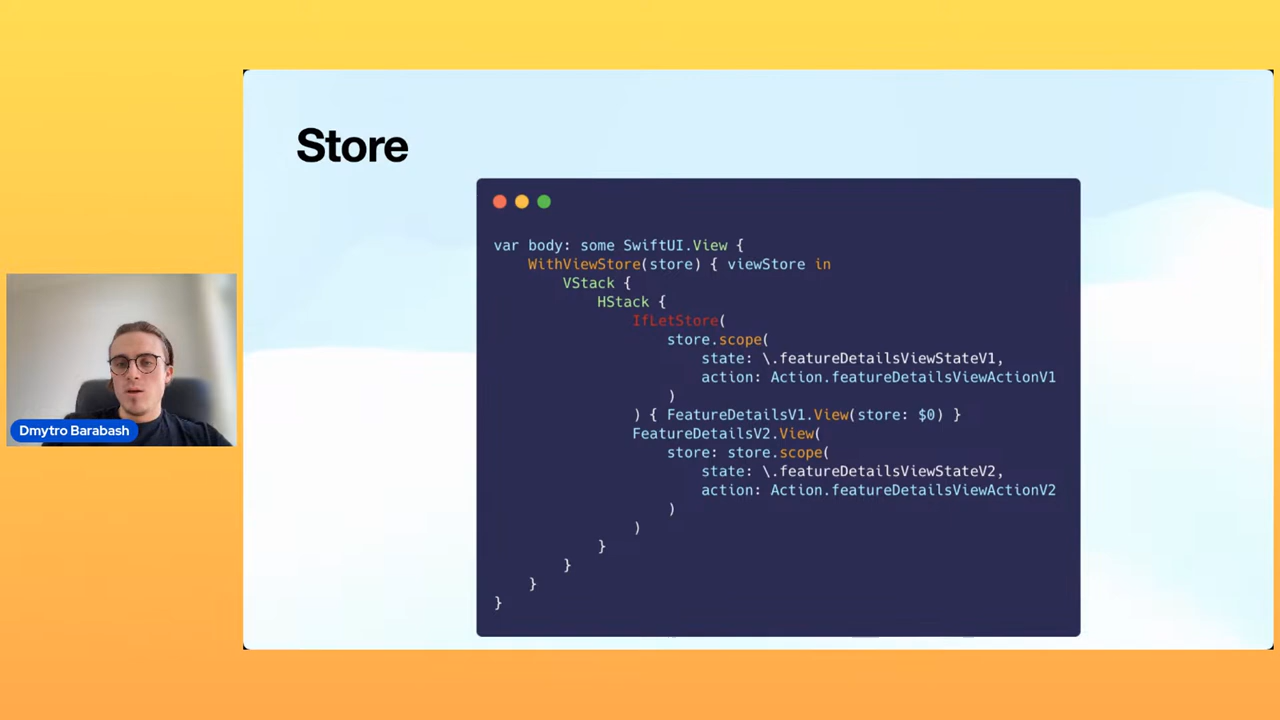 Store
var body: some SwiftUI.View {
WithViewStore(store) { viewStore in
VStack {
HStack {
IfLetStore(
store.scope(
state: \.featureDetailsViewStateV1,
action: Action.featureDetailsViewActionV1
)
) { FeatureDetailsV1.View(store: $0) }
FeatureDetailsV2.View(
store: store.scope(
state: \.featureDetailsViewStateV2,
action: Action.featureDetailsViewActionV2
)
)
}
}
}
}
Dmytro Barabash